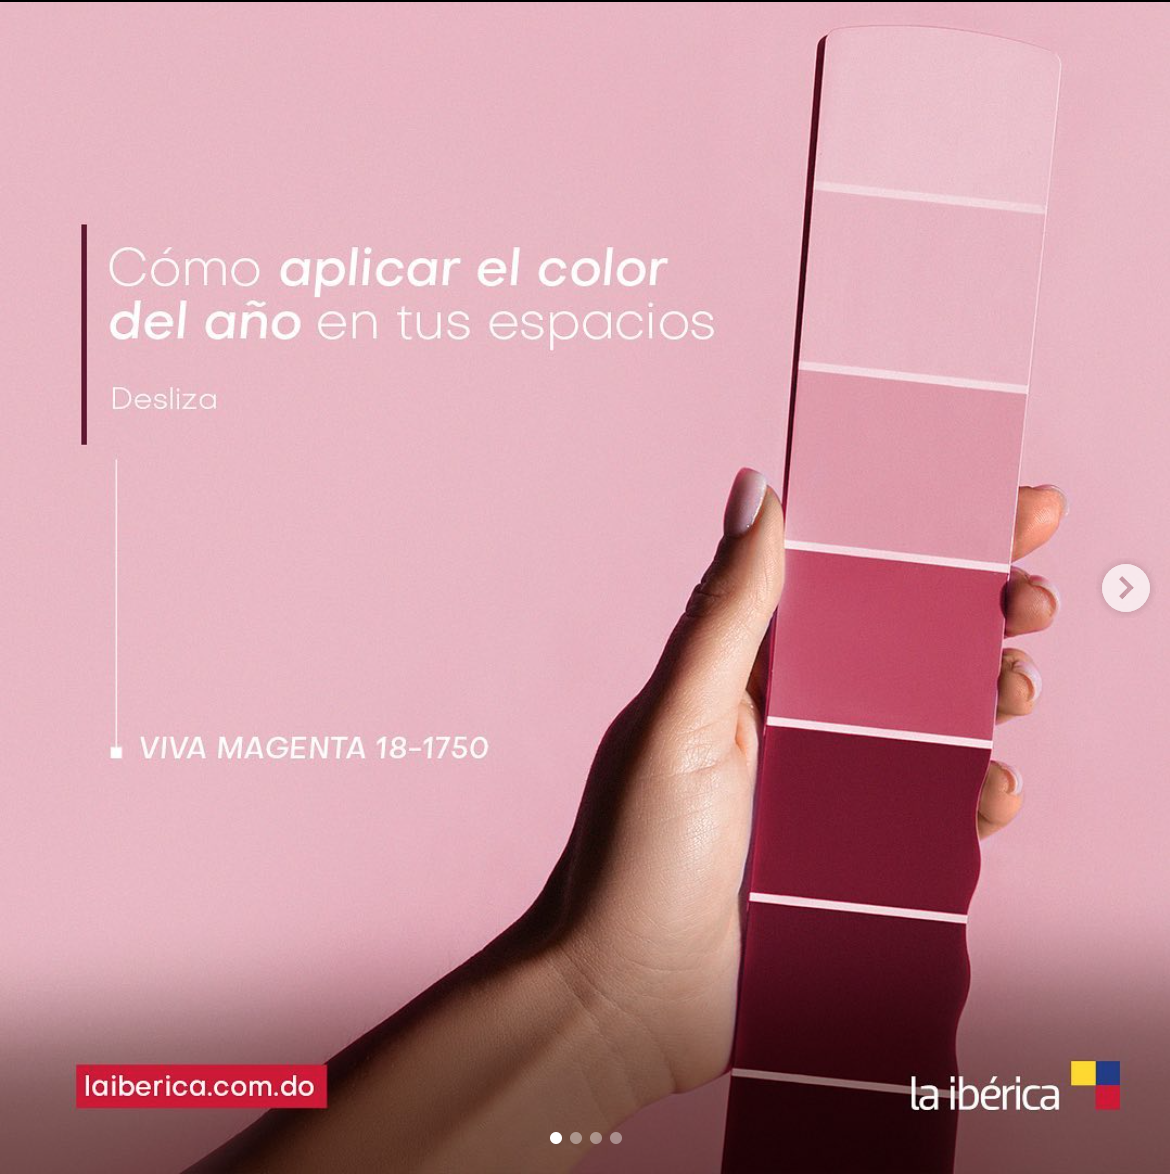 Cómo aplicar el color
del año en tus espacios
Desliza
VIVA MAGENTA 18-1750
laiberica.com.do
la ibérica